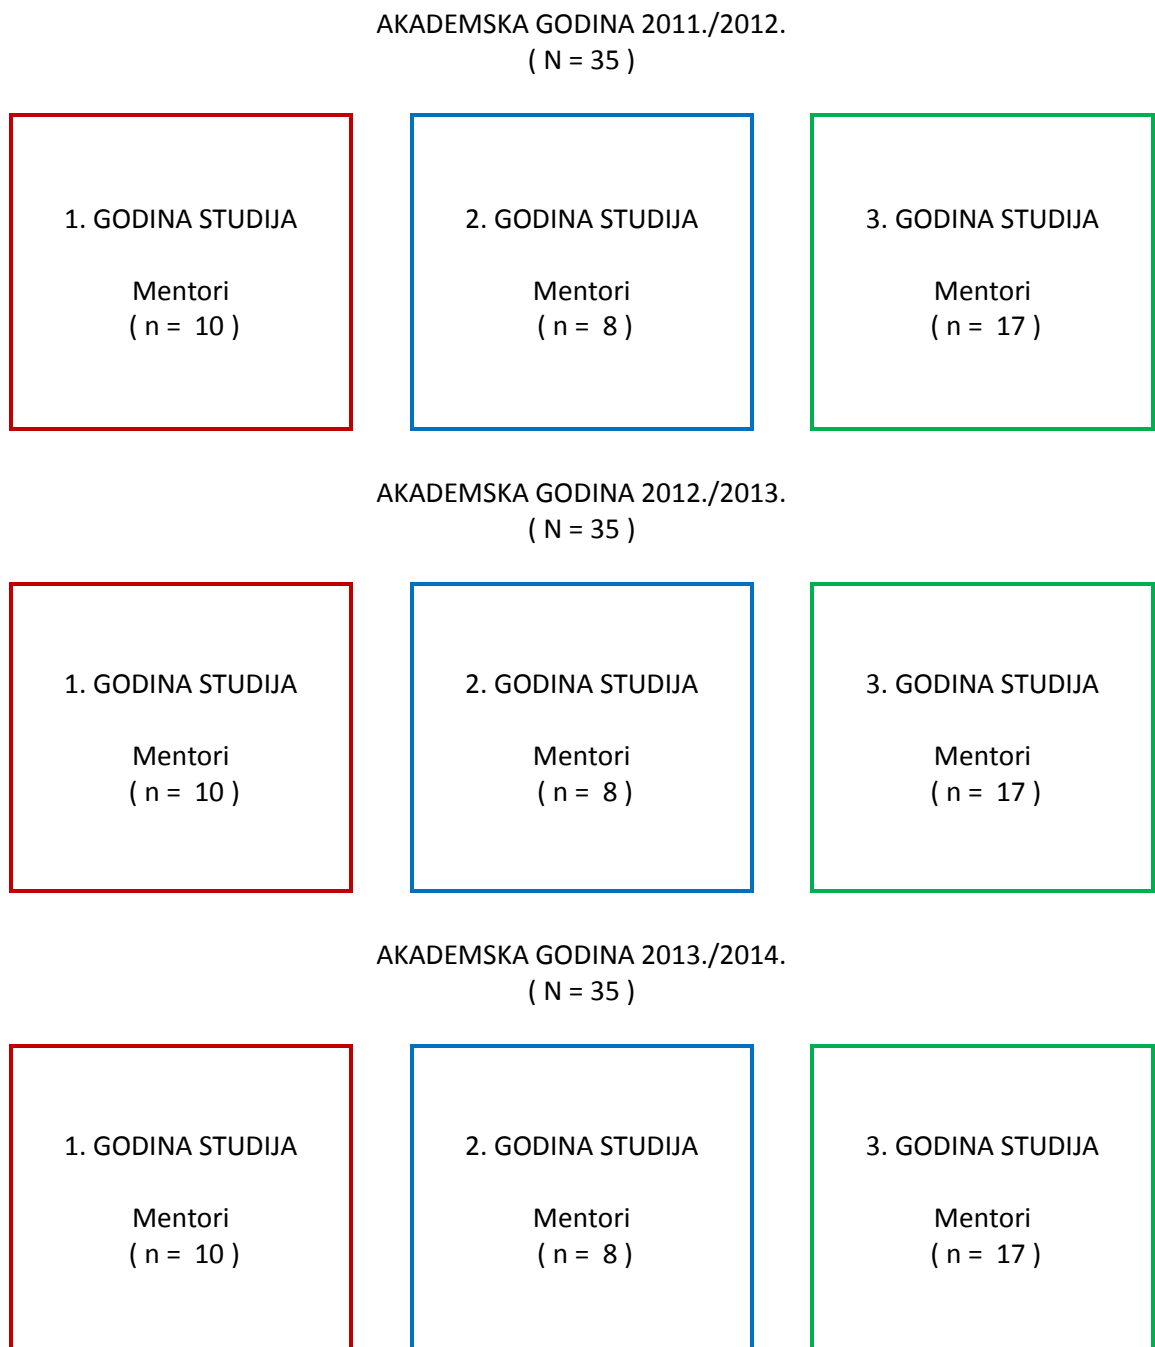 AKADEMSKA GODINA 2011./2012.
( N = 35 )
1. GODINA STUDIJA
Mentori
( n = 10 )
2. GODINA STUDIJA
Mentori
( n = 8 )
3. GODINA STUDIJA
Mentori
( n = 17 )
AKADEMSKA GODINA 2012./2013.
( N = 35 )
1. GODINA STUDIJA
Mentori
( n = 10 )
2. GODINA STUDIJA
Mentori
( n = 8 )
3. GODINA STUDIJA
Mentori
( n = 17 )
AKADEMSKA GODINA 2013./2014.
( N = 35 )
1. GODINA STUDIJA
Mentori
( n = 10 )
2. GODINA STUDIJA
Mentori
( n = 8 )
3. GODINA STUDIJA
Mentori
( n = 17 )